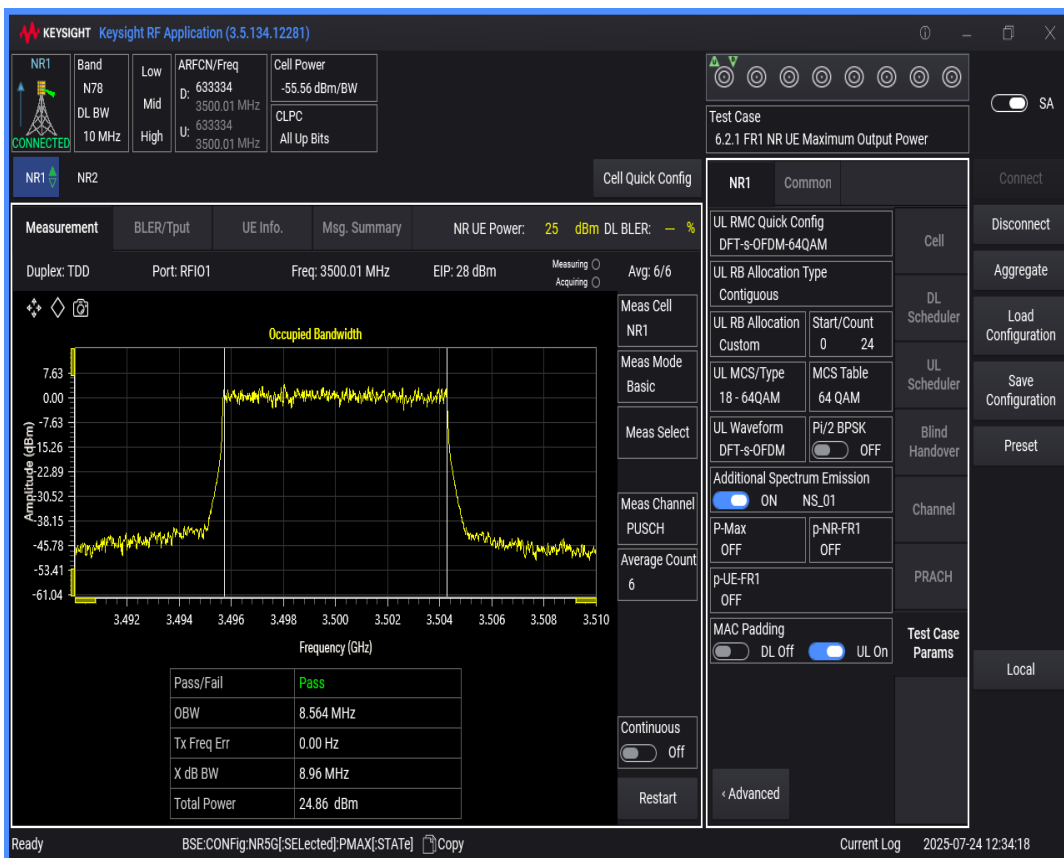 KEYSIGHT Keysight RF Application (3.5.134.12281)
NR1
CONNECTED
Band
N78
DL BW
10 MHz
Low
Mid
High
ARFCN/Freq
D: 633334
3500.01 MHz
U: 633334
3500.01 MHz
Cell Power
-55.56 dBm/BW
CLPC
All Up Bits
Test Case
6.2.1 FR1 NR UE Maximum Output Power
SA
NR1 NR2
Cell Quick Config
Measurement BLER/Tput UE Info. Msg. Summary NR UE Power: 25 dBm DL BLER: — %
Duplex: TDD Port: RFIO1 Freq: 3500.01 MHz EIP: 28 dBm
Measuring
Acquiring
Avg: 6/6
Occupied Bandwidth
Amplitude (dBm)
7.63
0.00
-7.63
-15.26
-22.89
-30.52
-38.15
-45.78
-53.41
-61.04
3.492 3.494 3.496 3.498 3.500 3.502 3.504 3.506 3.508 3.510
Frequency (GHz)
Pass/Fail Pass
OBW 8.564 MHz
Tx Freq Err 0.00 Hz
X dB BW 8.96 MHz
Total Power 24.86 dBm
Meas Cell
NR1
Meas Mode
Basic
Meas Select
Meas Channel
PUSCH
Average Count
6
Continuous
Off
Restart
NR1 Common
UL RMC Quick Config
DFT-s-OFDM-64QAM
UL RB Allocation Type
Contiguous
UL RB Allocation
Custom
Start/Count
0 24
UL MCS/Type
18 - 64QAM
MCS Table
64 QAM
UL Waveform
DFT-s-OFDM
Pi/2 BPSK
OFF
Additional Spectrum Emission
ON NS_01
P-Max
OFF
p-NR-FR1
OFF
p-UE-FR1
OFF
MAC Padding
DL Off UL On
‹ Advanced
Cell
DL
Scheduler
UL
Scheduler
Blind
Handover
Channel
PRACH
Test Case
Params
Connect
Disconnect
Aggregate
Load
Configuration
Save
Configuration
Preset
Local
Ready BSE:CONFig:NR5G[:SELected]:PMAX[:STATe] Copy Current Log 2025-07-24 12:34:18